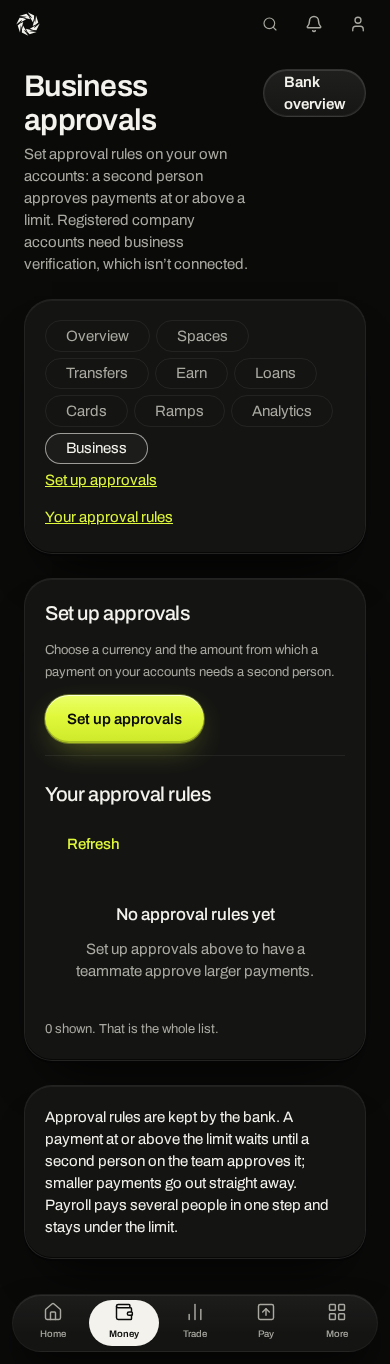 Business
approvals
Bank
overview
Set approval rules on your own
accounts: a second person
approves payments at or above a
limit. Registered company
accounts need business
verification, which isn’t connected.
Overview
Spaces
Transfers
Earn
Loans
Cards
Ramps
Analytics
Business
Set up approvals
Your approval rules
Set up approvals
Choose a currency and the amount from which a
payment on your accounts needs a second person.
Set up approvals
Your approval rules
Refresh
No approval rules yet
Set up approvals above to have a
teammate approve larger payments.
0 shown. That is the whole list.
Approval rules are kept by the bank. A
payment at or above the limit waits until a
second person on the team approves it;
smaller payments go out straight away.
Payroll pays several people in one step and
stays under the limit.
Home
Money
Trade
Pay
More